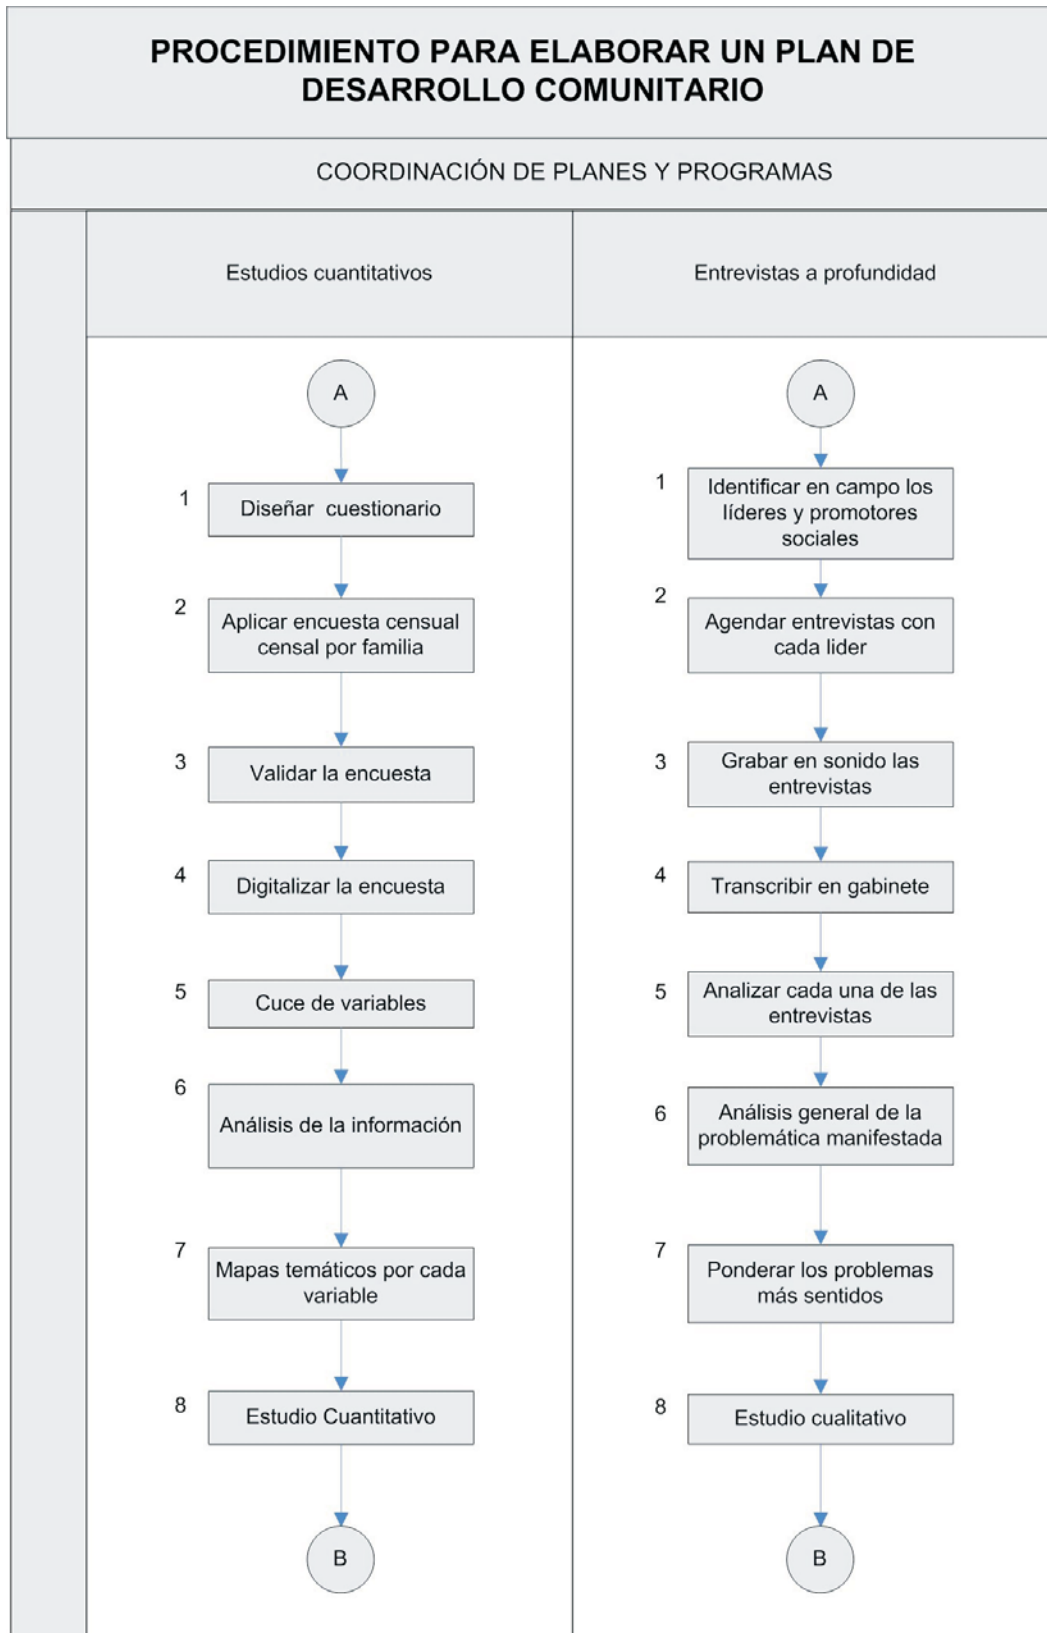 PROCEDIMIENTO PARA ELABORAR UN PLAN DE
DESARROLLO COMUNITARIO
COORDINACIÓN DE PLANES Y PROGRAMAS
Estudios cuantitativos
A
1
Diseñar cuestionario
2
Aplicar encuesta censual
censal por familia
3
Validar la encuesta
4
Digitalizar la encuesta
5
Cuce de variables
6
Análisis de la información
7
Mapas temáticos por cada
variable
8
Estudio Cuantitativo
B
Entrevistas a profundidad
A
1
Identificar en campo los
líderes y promotores
sociales
2
Agendar entrevistas con
cada lider
3
Grabar en sonido las
entrevistas
4
Transcribir en gabinete
5
Analizar cada una de las
entrevistas
6
Análisis general de la
problemática manifestada
7
Ponderar los problemas
más sentidos
8
Estudio cualitativo
B